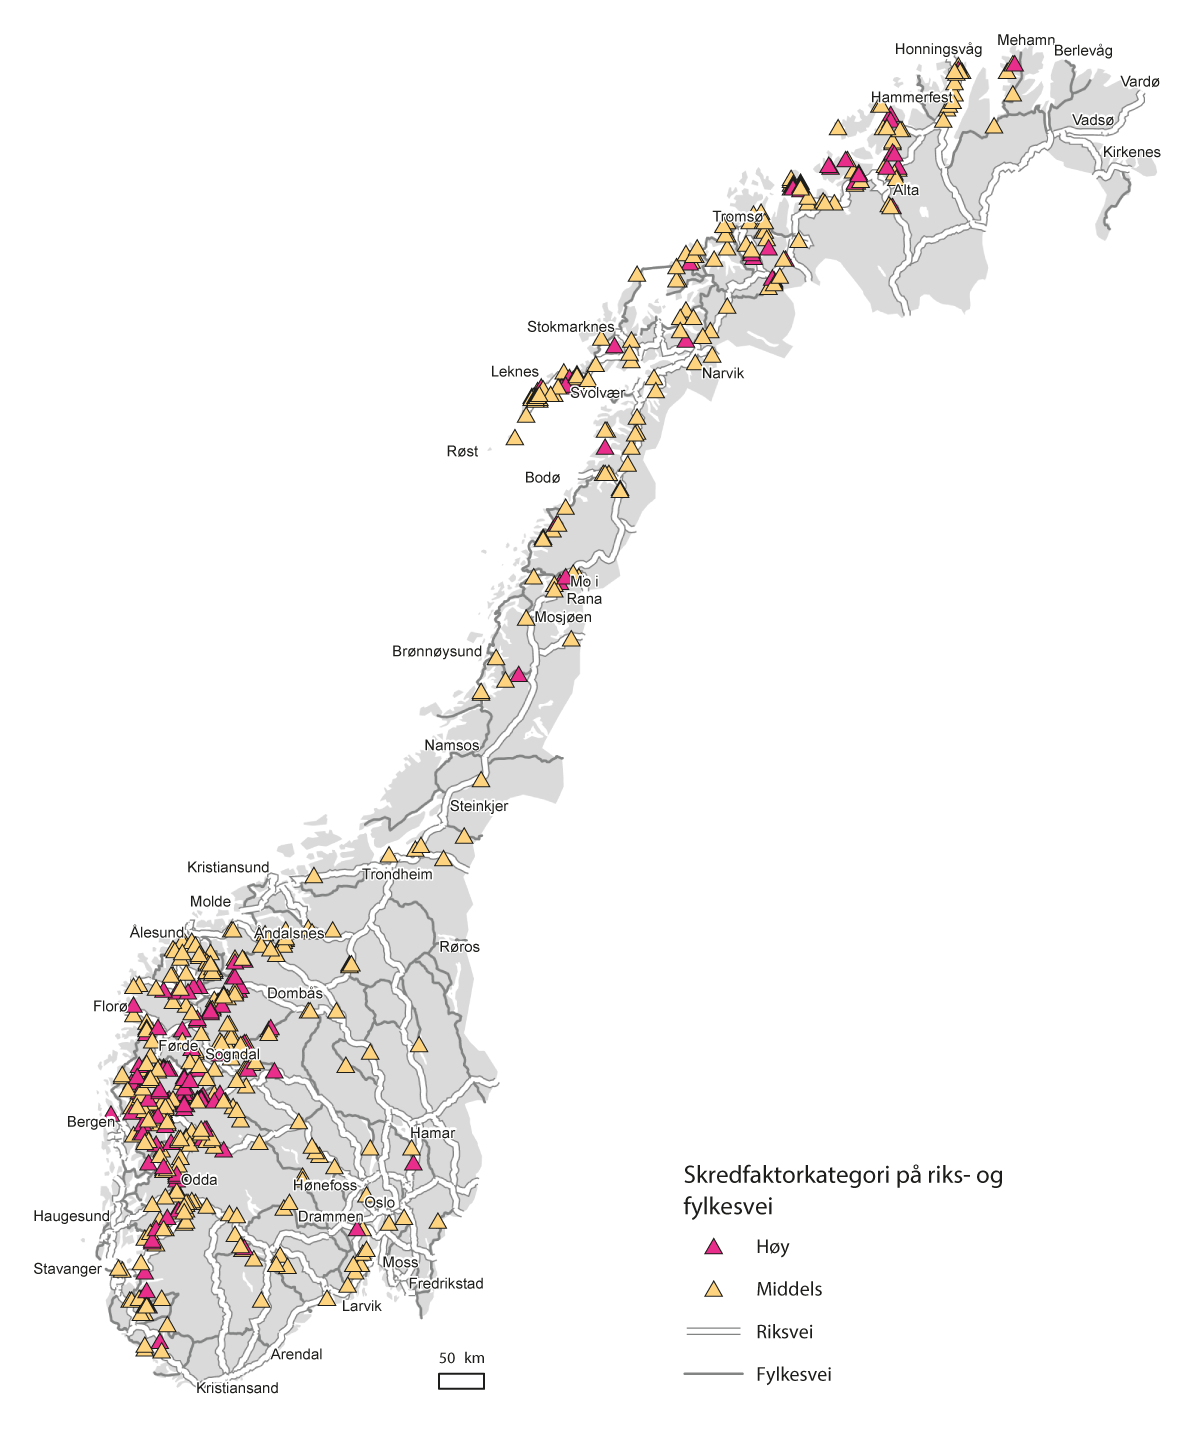 Mehamn
Honningsvåg
Berlevåg
Vardø
Hammerfest
Vadsø
Kirkenes
Alta
Tromsø
Stokmarknes
Leknes
Narvik
Svolvær
Røst
Bodø
Mo i
Rana
Mosjøen
Brønnøysund
Namsos
Steinkjer
Kristiansund
Trondheim
Molde
Ålesund
Andalsnes
Røros
Dombås
Florø
Førde
Sogndal
Bergen
Hamar
Odda
Hønefoss
Oslo
Haugesund
Drammen
Stavanger
Moss
Fredrikstad
Larvik
Arendal
Kristiansand
50 km
Skredfaktorkategori på riks- og
fylkesvei
Høy
Middels
Riksvei
Fylkesvei